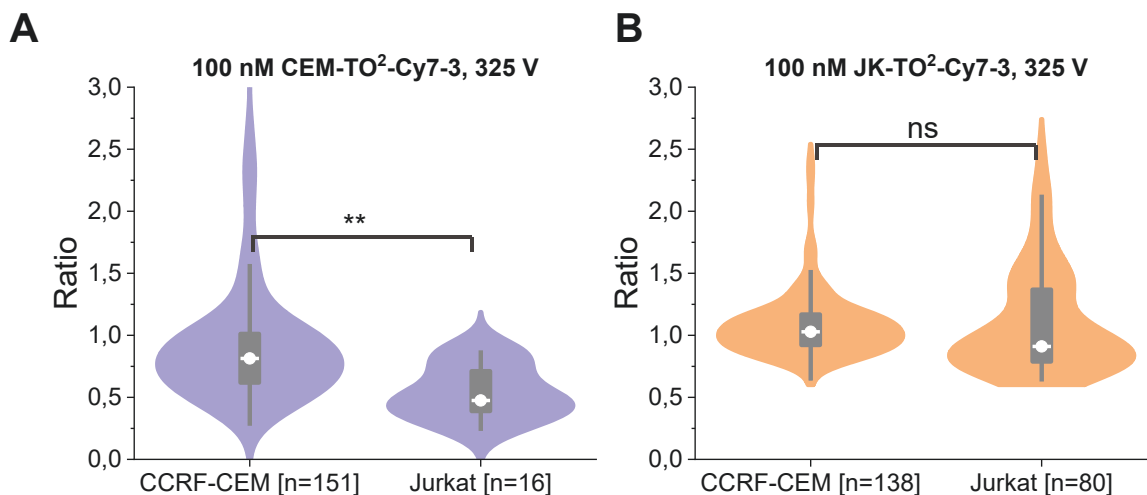 A
100 nM CEM-TO²-Cy7-3, 325 V
3,0
2,5
2,0
1,5
1,0
0,5
0,0
Ratio
**
CCRF-CEM [n=151]
Jurkat [n=16]
B
100 nM JK-TO²-Cy7-3, 325 V
3,0
2,5
2,0
1,5
1,0
0,5
0,0
Ratio
ns
CCRF-CEM [n=138]
Jurkat [n=80]